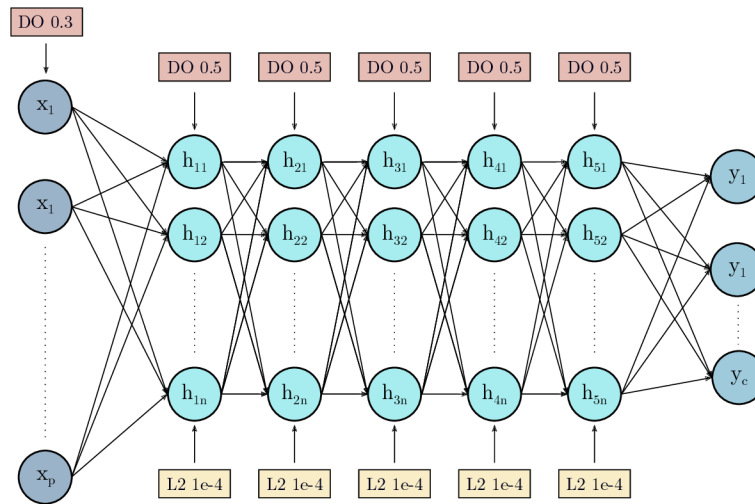 DO 0.3
DO 0.5 DO 0.5 DO 0.5 DO 0.5 DO 0.5
x₁
h₁₁ h₂₁ h₃₁ h₄₁ h₅₁
y₁
x₁
h₁₂ h₂₂ h₃₂ h₄₂ h₅₂
y₁
h₁ₙ h₂ₙ h₃ₙ h₄ₙ h₅ₙ
y_c
xₚ
L2 1e-4 L2 1e-4 L2 1e-4 L2 1e-4 L2 1e-4